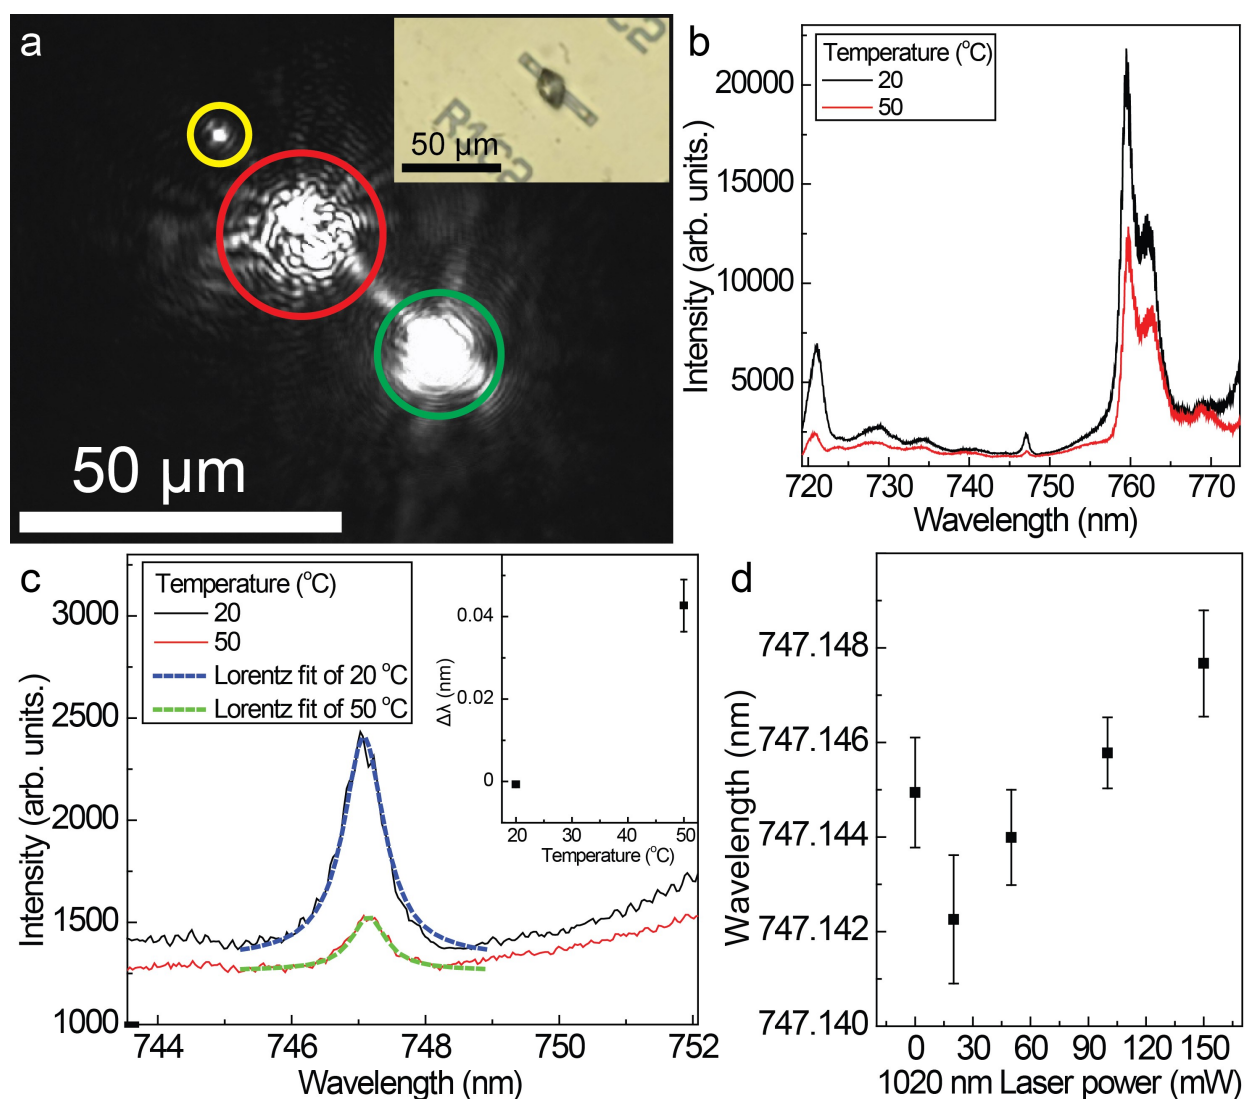 a
C2
R1C2
50 µm
50 µm
b
Temperature (°C)
20
50
20000
15000
10000
5000
Intensity (arb. units.)
720 730 740 750 760 770
Wavelength (nm)
c
Temperature (°C)
20
50
Lorentz fit of 20 °C
Lorentz fit of 50 °C
3000
2500
2000
1500
1000
Intensity (arb. units.)
744 746 748 750 752
Wavelength (nm)
0.04
0.02
0
Δλ (nm)
20 30 40 50
Temperature (°C)
d
747.148
747.146
747.144
747.142
747.140
Wavelength (nm)
0 30 60 90 120 150
1020 nm Laser power (mW)